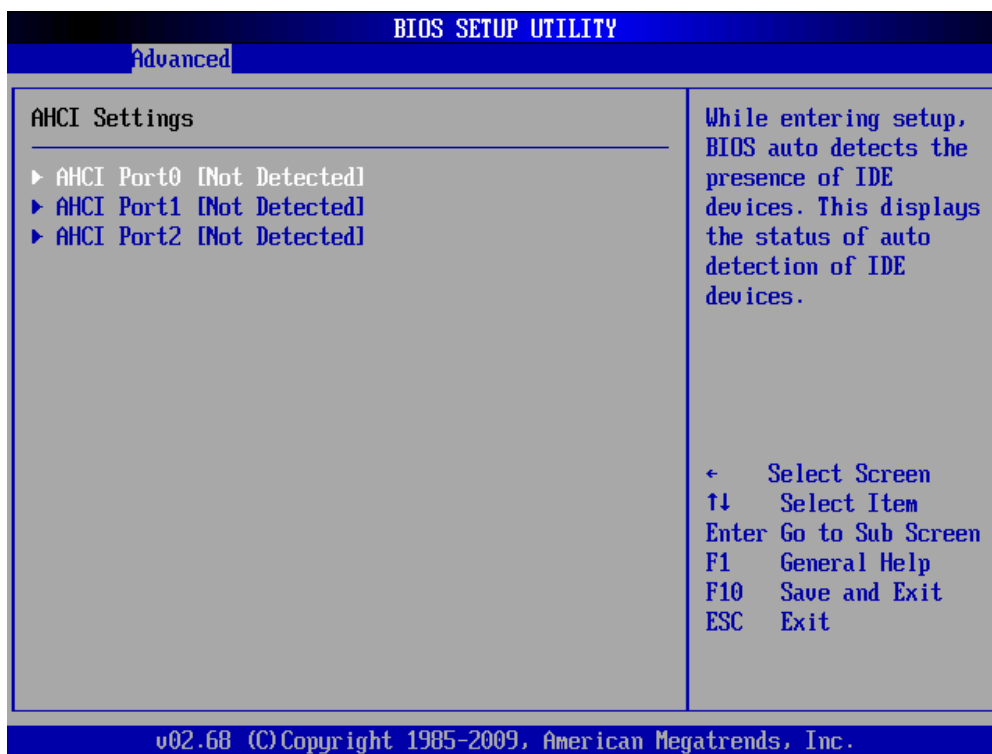 BIOS SETUP UTILITY
Advanced
AHCI Settings
▶ AHCI Port0 [Not Detected]
▶ AHCI Port1 [Not Detected]
▶ AHCI Port2 [Not Detected]
While entering setup,
BIOS auto detects the
presence of IDE
devices. This displays
the status of auto
detection of IDE
devices.
← Select Screen
↑↓ Select Item
Enter Go to Sub Screen
F1 General Help
F10 Save and Exit
ESC Exit
v02.68 (C)Copyright 1985-2009, American Megatrends, Inc.